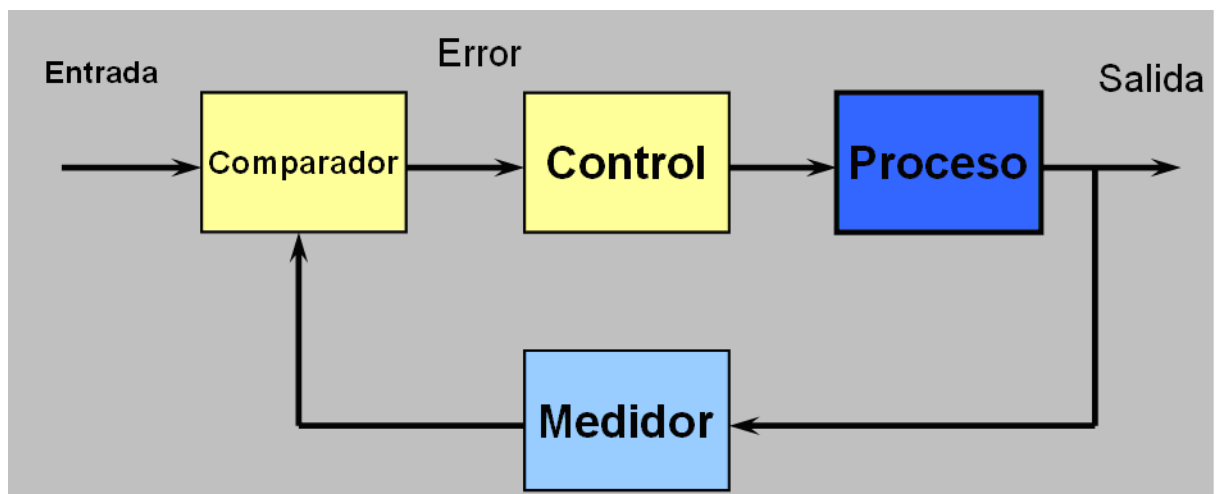 Entrada
Error
Salida
Comparador
Control
Proceso
Medidor